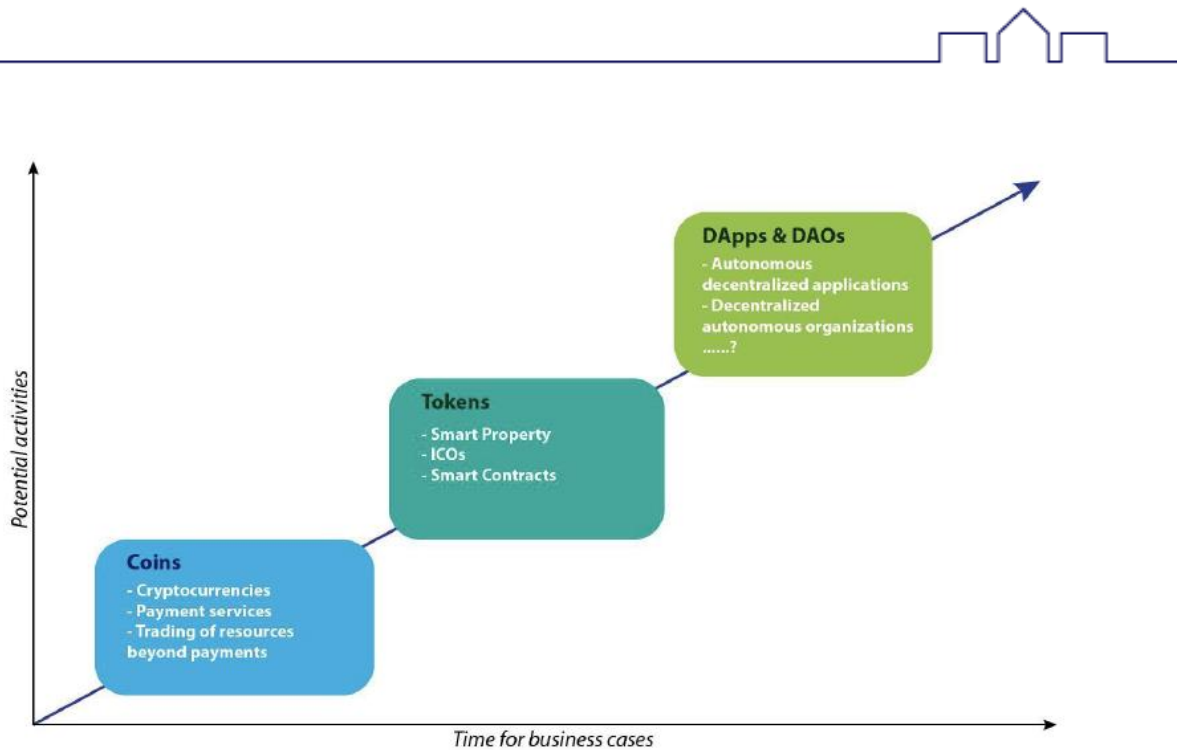 DApps & DAOs
- Autonomous
decentralized applications
- Decentralized
autonomous organizations
......?
Tokens
- Smart Property
- ICOs
- Smart Contracts
Coins
- Cryptocurrencies
- Payment services
- Trading of resources
beyond payments
Potential activities
Time for business cases